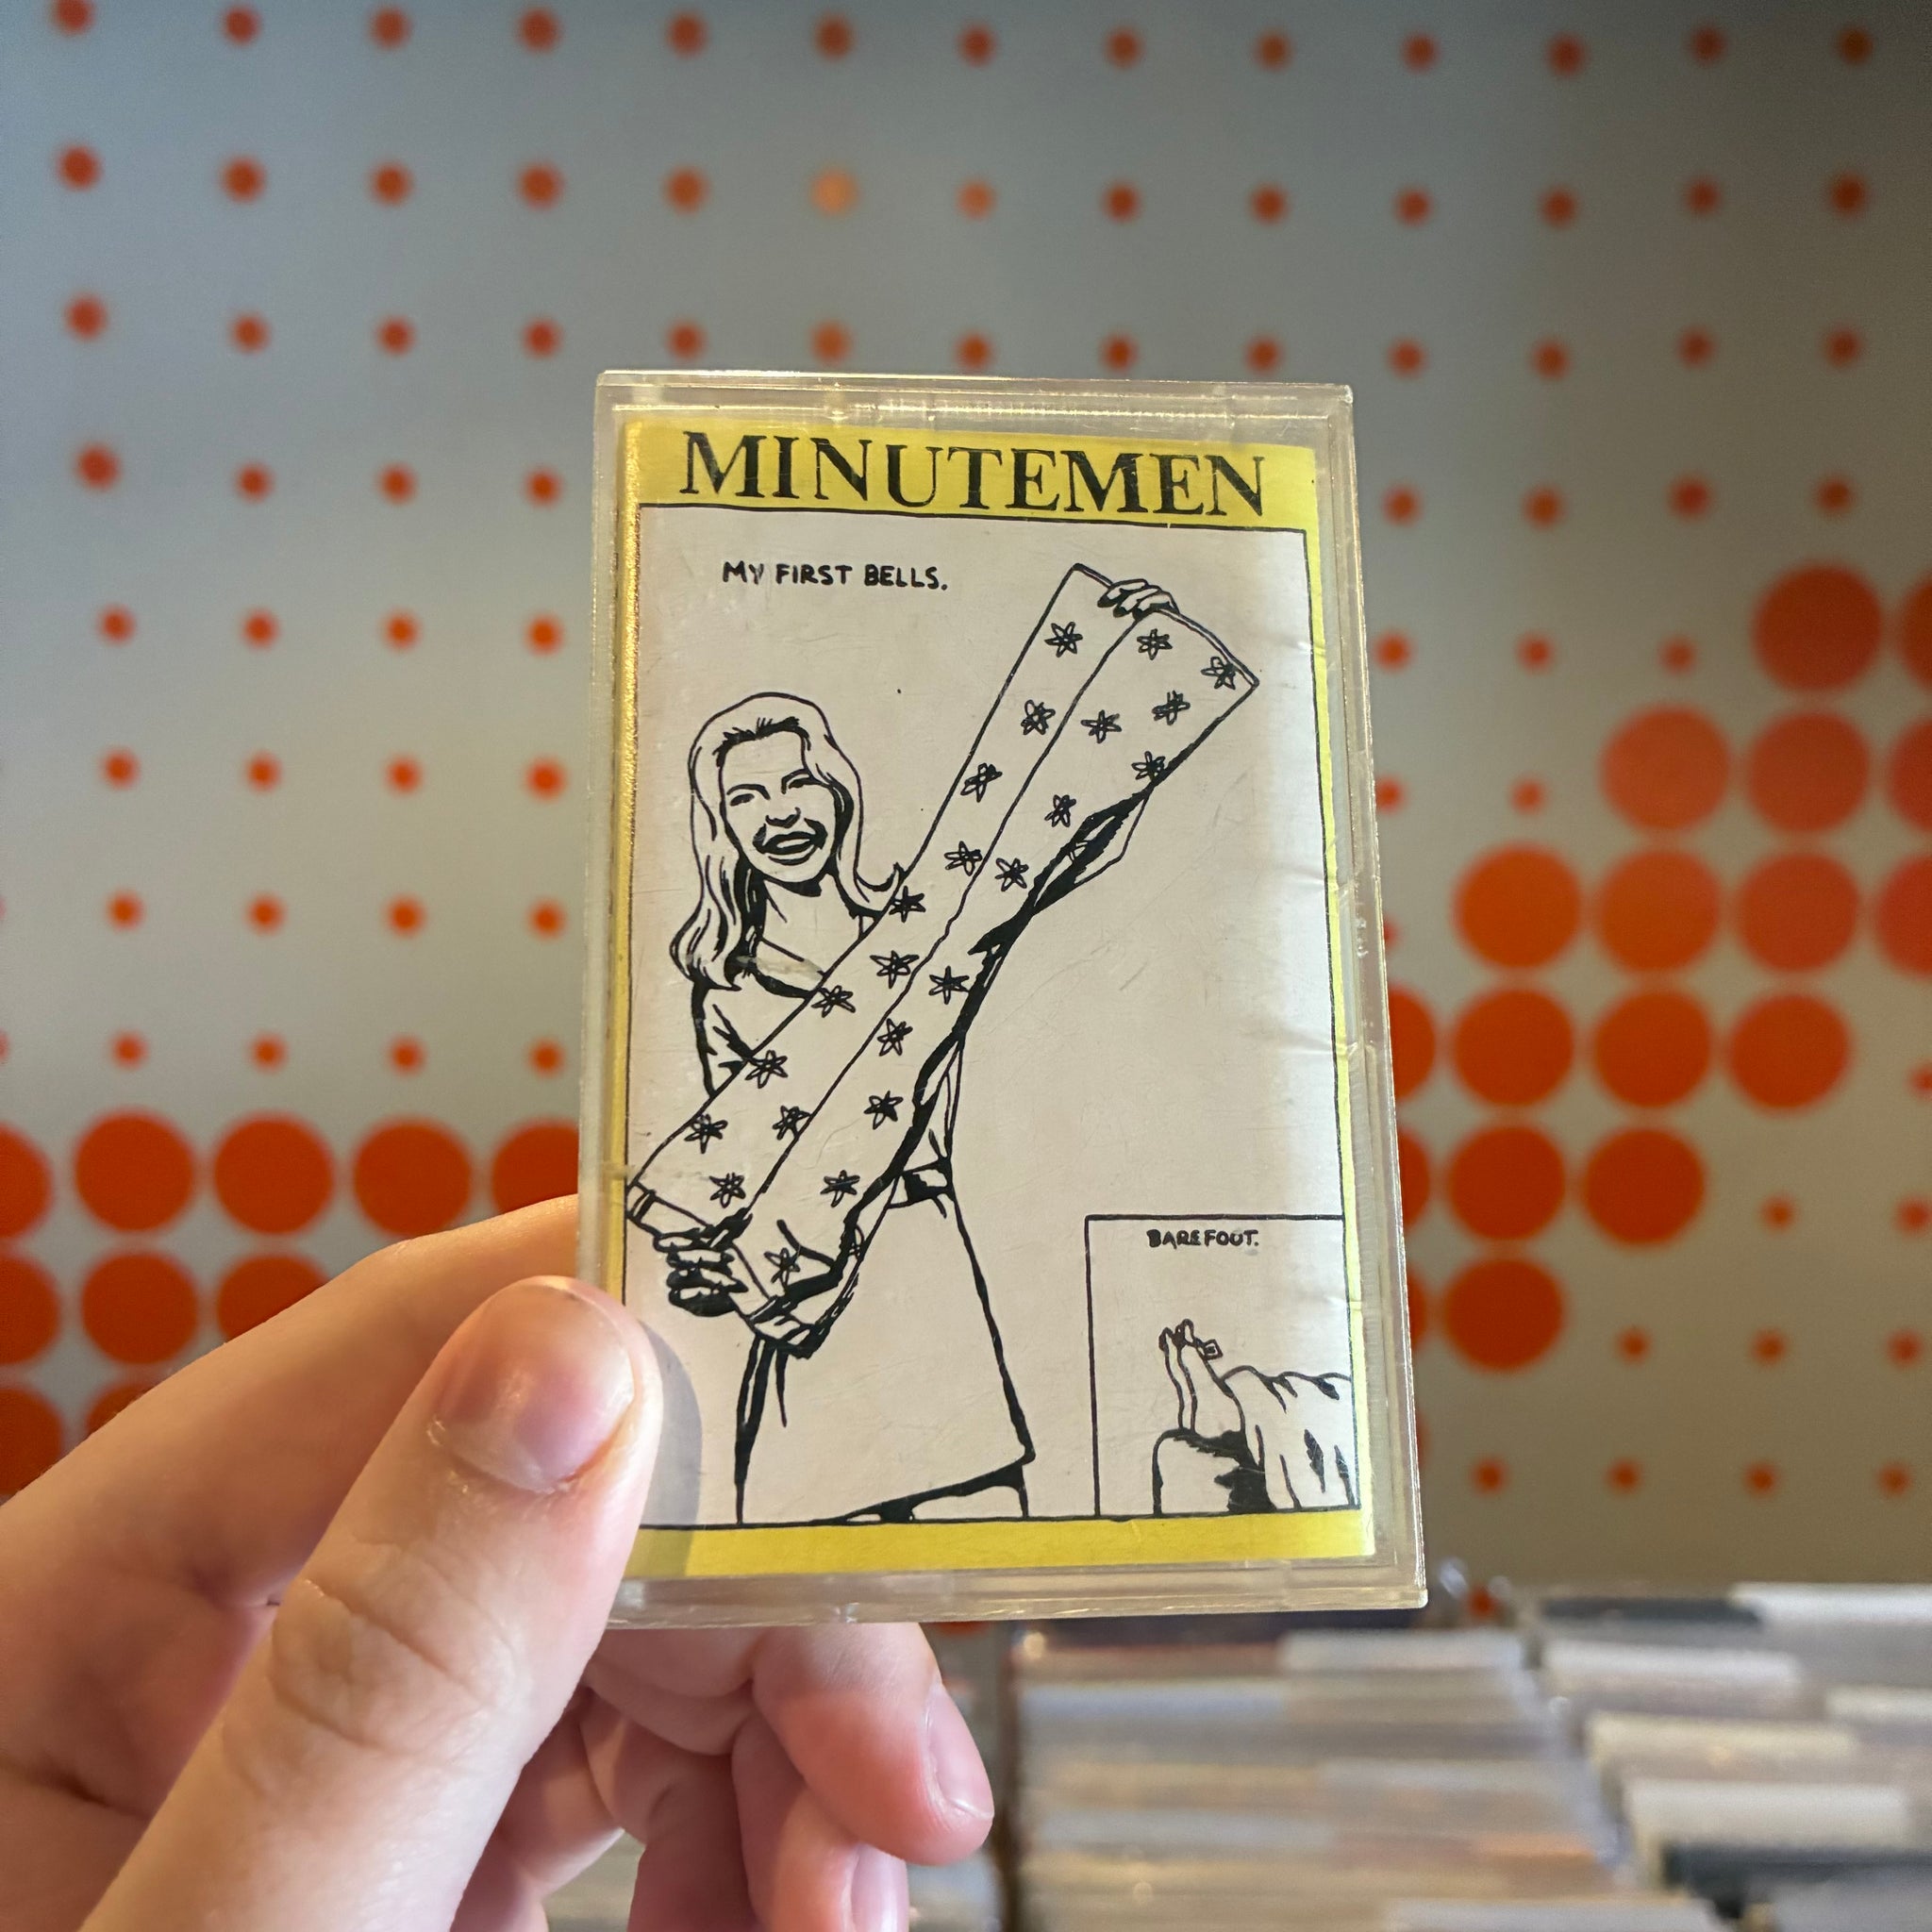 MINUTEMEN
MY FIRST BELLS.
BAREFOOT.